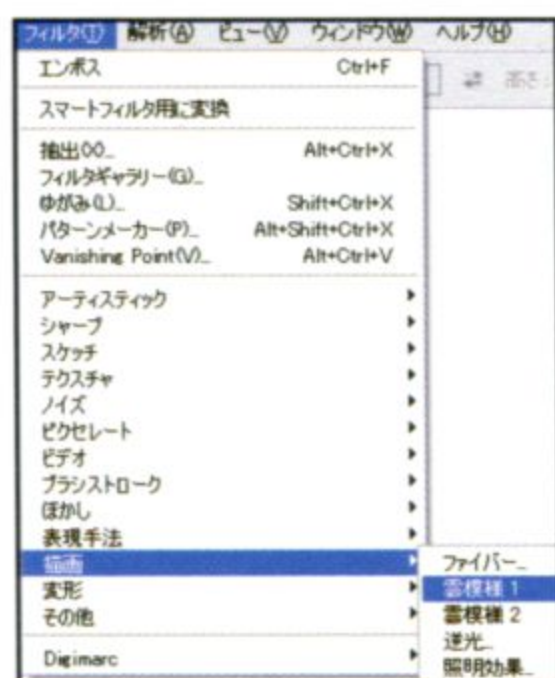 フィルタ(T) 解析(A) ビュー(V) ウィンドウ(W) ヘルプ(H)
エンボス Ctrl+F
高さ:
スマートフィルタ用に変換
抽出(X)... Alt+Ctrl+X
フィルタギャラリー(G)...
ゆがみ(L)... Shift+Ctrl+X
パターンメーカー(P)... Alt+Shift+Ctrl+X
Vanishing Point(V)... Alt+Ctrl+V
アーティスティック
シャープ
スケッチ
テクスチャ
ノイズ
ピクセレート
ビデオ
ブラシストローク
ぼかし
表現手法
描画
ファイバー...
変形
雲模様 1
その他
雲模様 2
逆光...
Digimarc
照明効果...